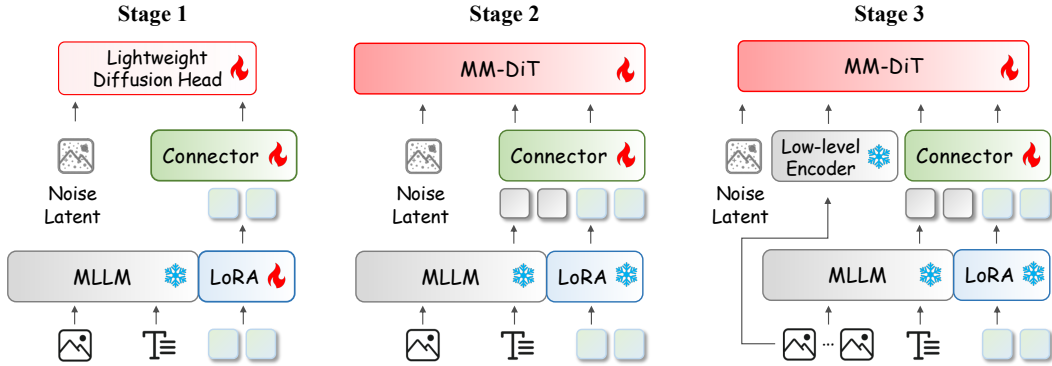 Stage 1
Lightweight
Diffusion Head
Connector
Noise
Latent
MLLM
LoRA
Stage 2
MM-DiT
Connector
Noise
Latent
MLLM
LoRA
Stage 3
MM-DiT
Low-level
Encoder
Connector
Noise
Latent
MLLM
LoRA
...